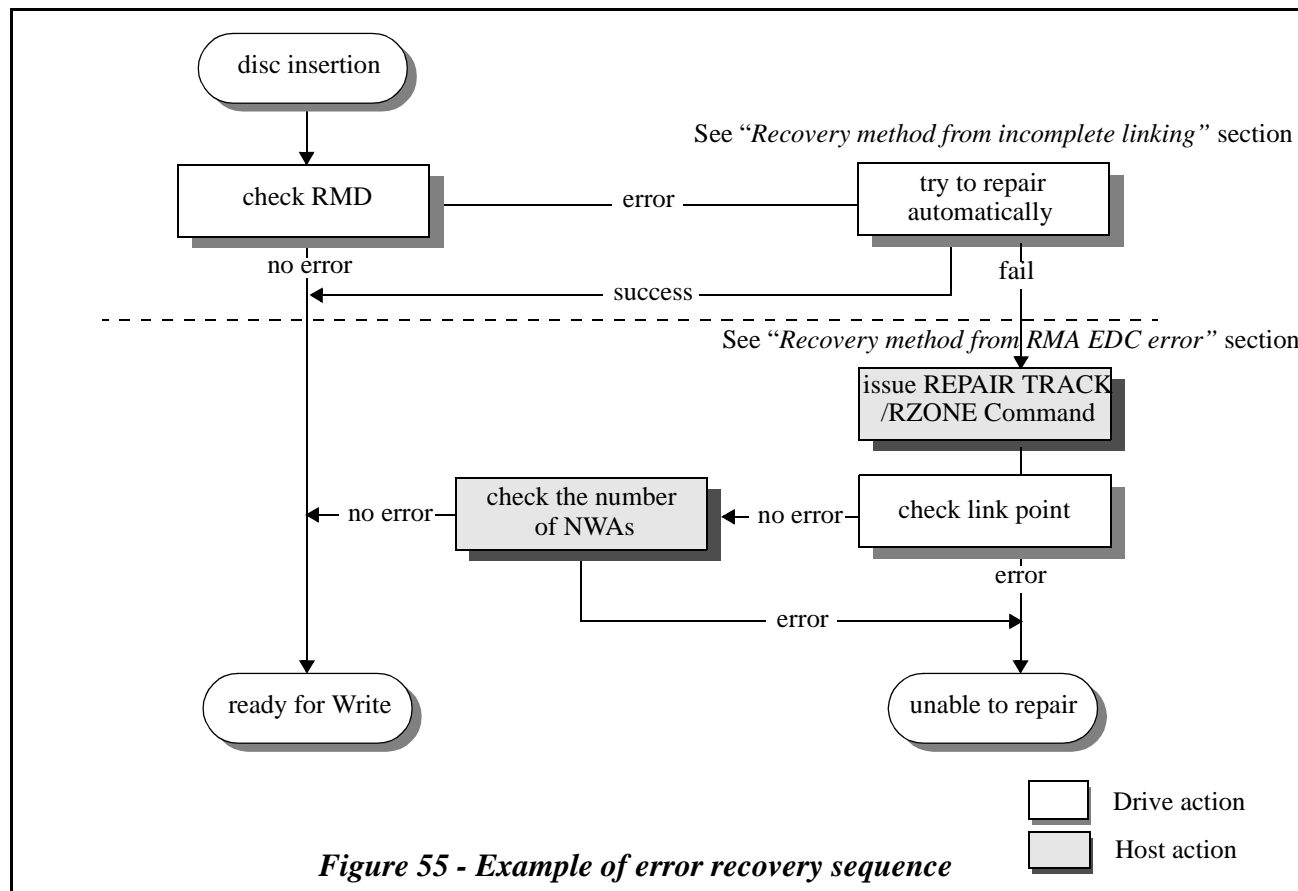 disc insertion
See “Recovery method from incomplete linking” section
check RMD
error
try to repair
automatically
no error
fail
success
See “Recovery method from RMA EDC error” section
issue REPAIR TRACK
/RZONE Command
check the number
of NWAs
no error
no error
check link point
error
error
ready for Write
unable to repair
Drive action
Host action
Figure 55 - Example of error recovery sequence